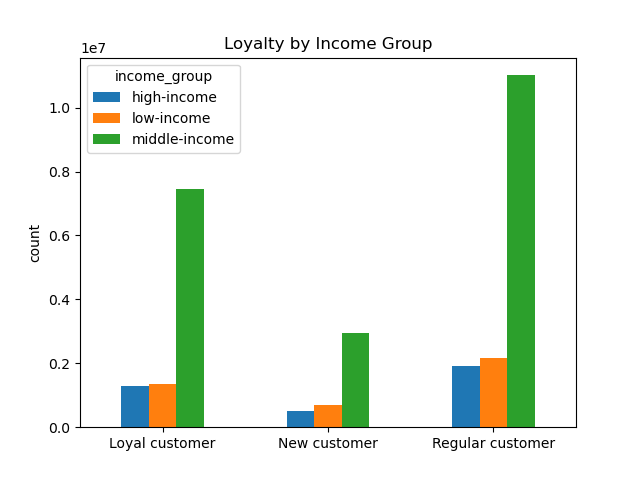 Loyalty by Income Group
1e7
income_group
high-income
low-income
middle-income
1.0
0.8
0.6
0.4
0.2
0.0
count
Loyal customer
New customer
Regular customer